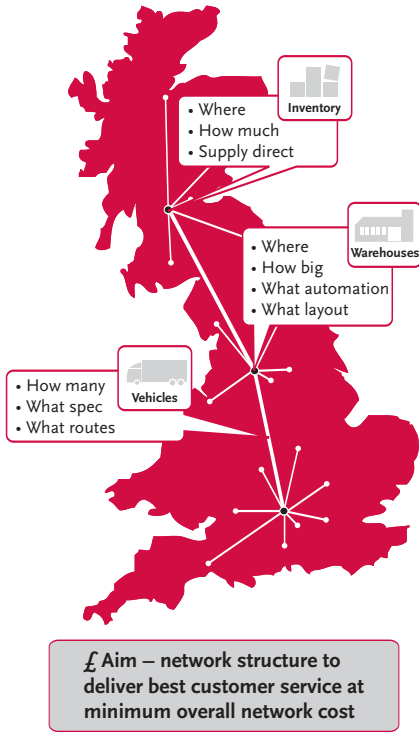 Inventory
• Where
• How much
• Supply direct
Warehouses
• Where
• How big
• What automation
• What layout
Vehicles
• How many
• What spec
• What routes
£ Aim – network structure to
deliver best customer service at
minimum overall network cost